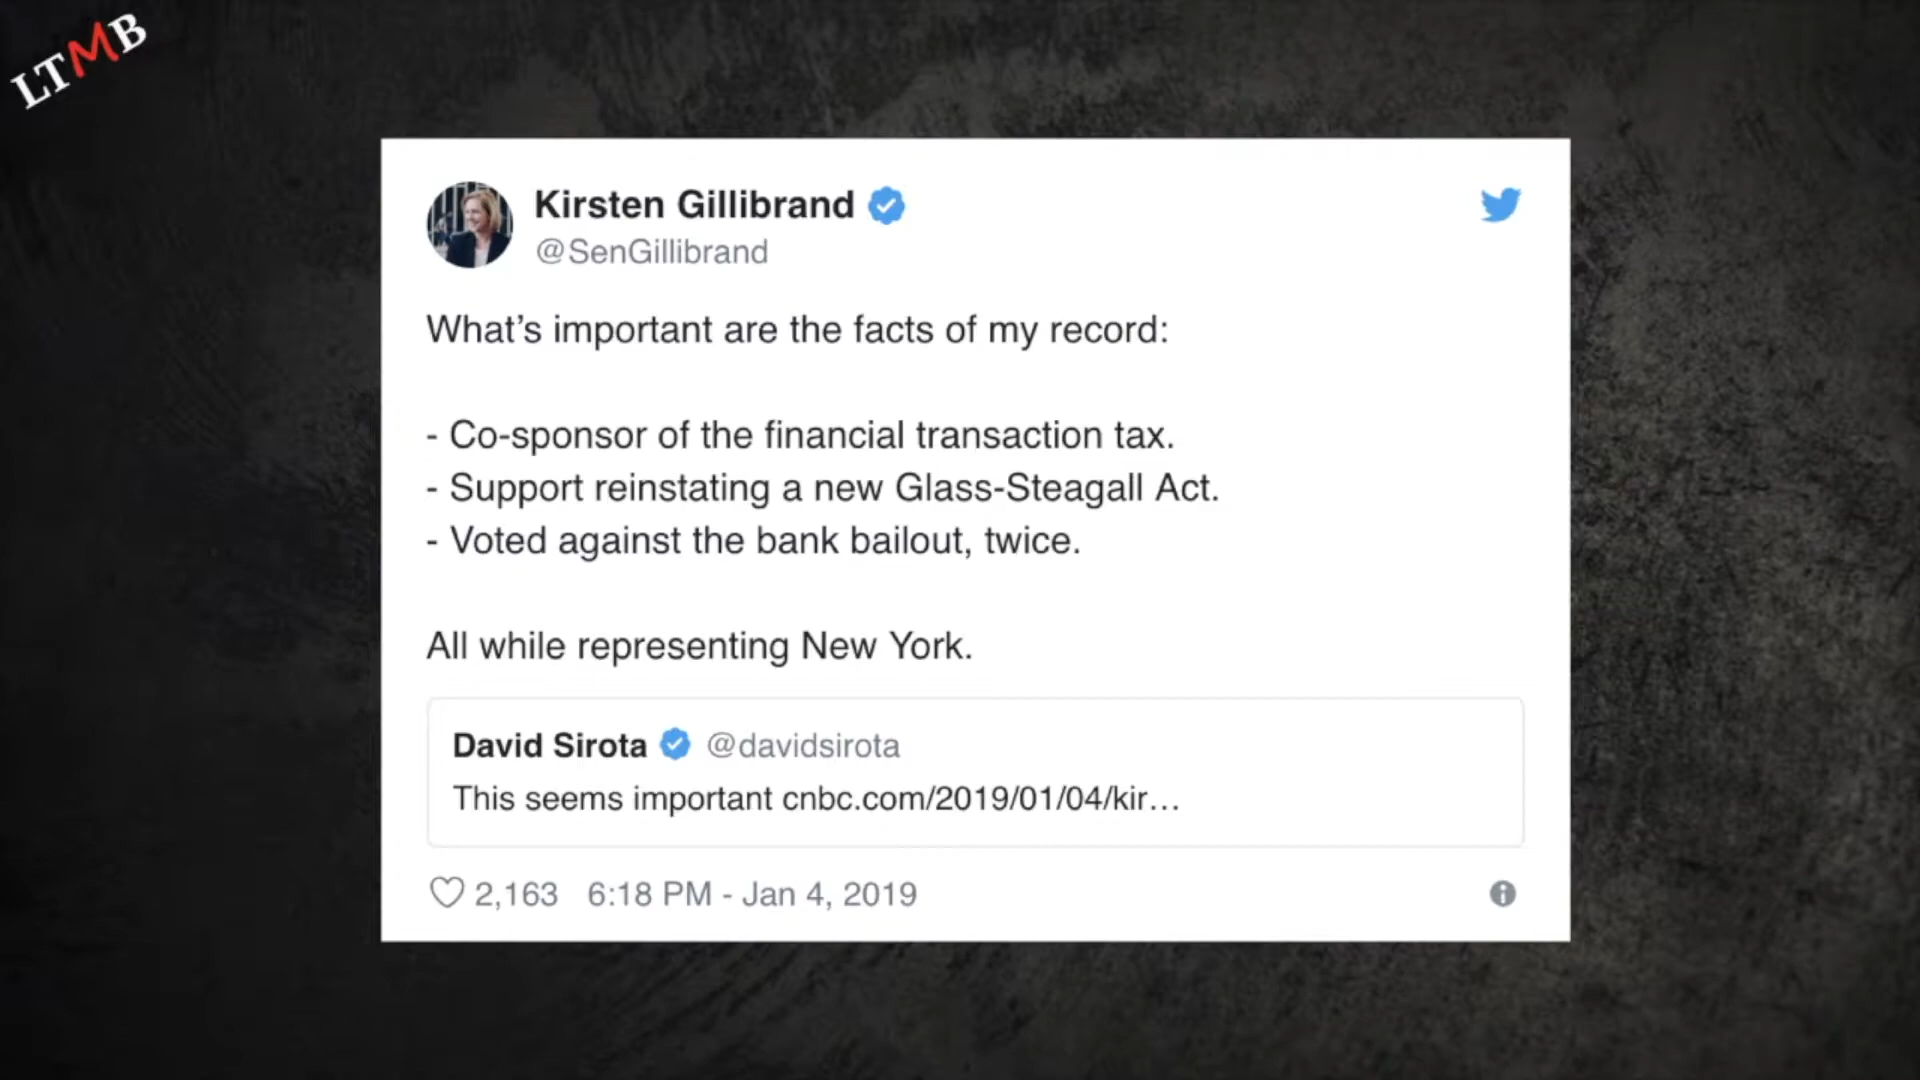 LTMB
Kirsten Gillibrand
@SenGillibrand
What’s important are the facts of my record:
- Co-sponsor of the financial transaction tax.
- Support reinstating a new Glass-Steagall Act.
- Voted against the bank bailout, twice.
All while representing New York.
David Sirota @davidsirota
This seems important cnbc.com/2019/01/04/kir…
2,163 6:18 PM - Jan 4, 2019